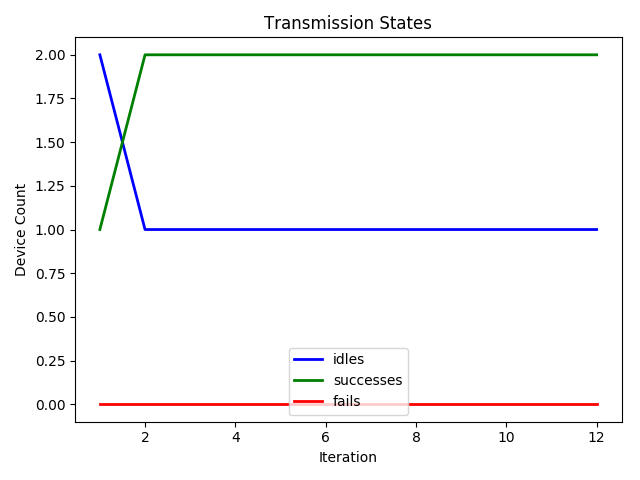 Transmission States
2.00
1.75
1.50
1.25
1.00
0.75
0.50
0.25
0.00
Device Count
idles
successes
fails
2 4 6 8 10 12
Iteration